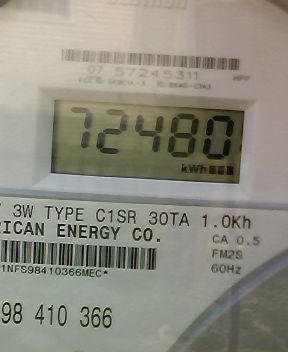 07 57245311
72480
kWh
3W TYPE C1SR 30TA 1.0Kh
RICAN ENERGY CO.
CA 0.5
FM2S
60Hz
1NFS98410366MEC*
98 410 366